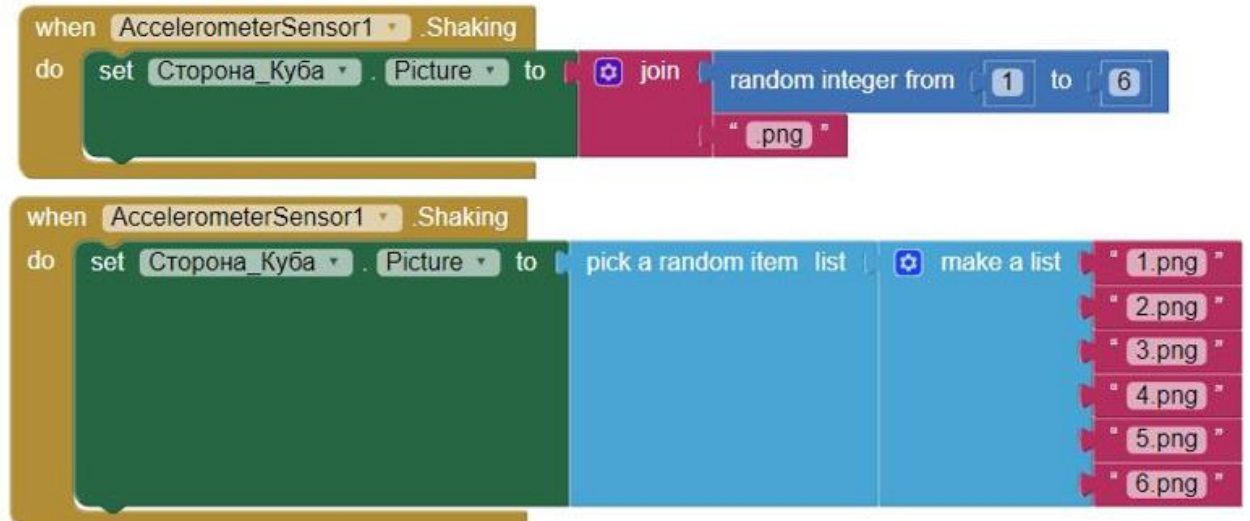 when AccelerometerSensor1 .Shaking
do set Сторона_Куба . Picture to join random integer from 1 to 6
" .png "
when AccelerometerSensor1 .Shaking
do set Сторона_Куба . Picture to pick a random item list make a list " 1.png "
" 2.png "
" 3.png "
" 4.png "
" 5.png "
" 6.png "